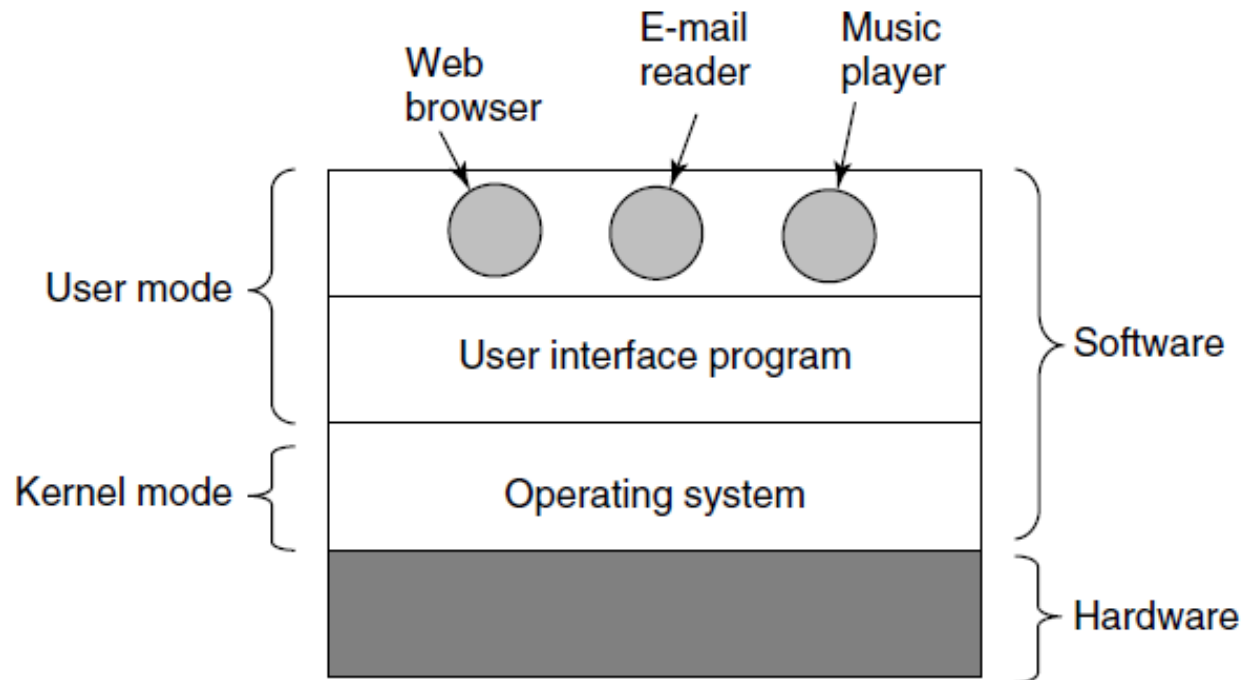 Web
browser
E-mail
reader
Music
player
User mode
User interface program
Software
Kernel mode
Operating system
Hardware